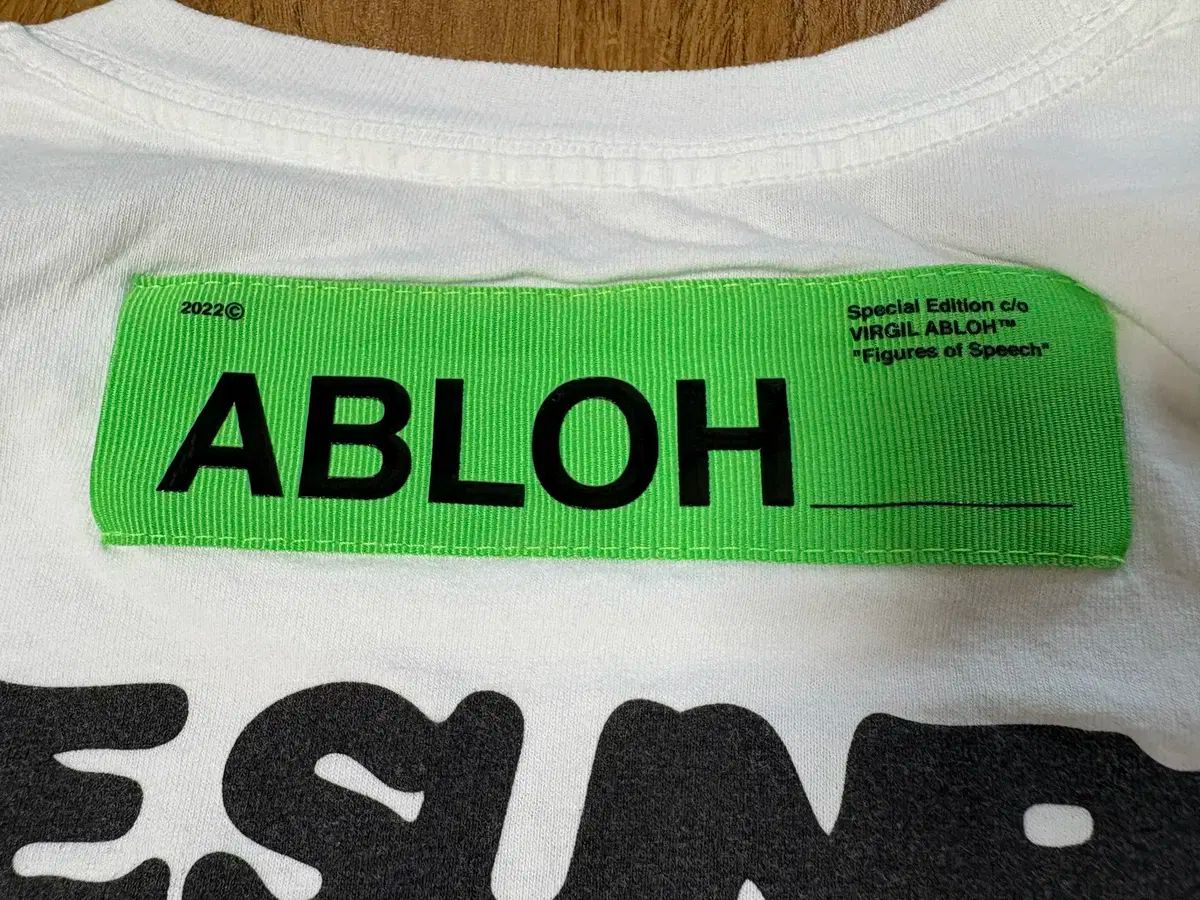 2022©
Special Edition c/o
VIRGIL ABLOH™
"Figures of Speech"
ABLOH